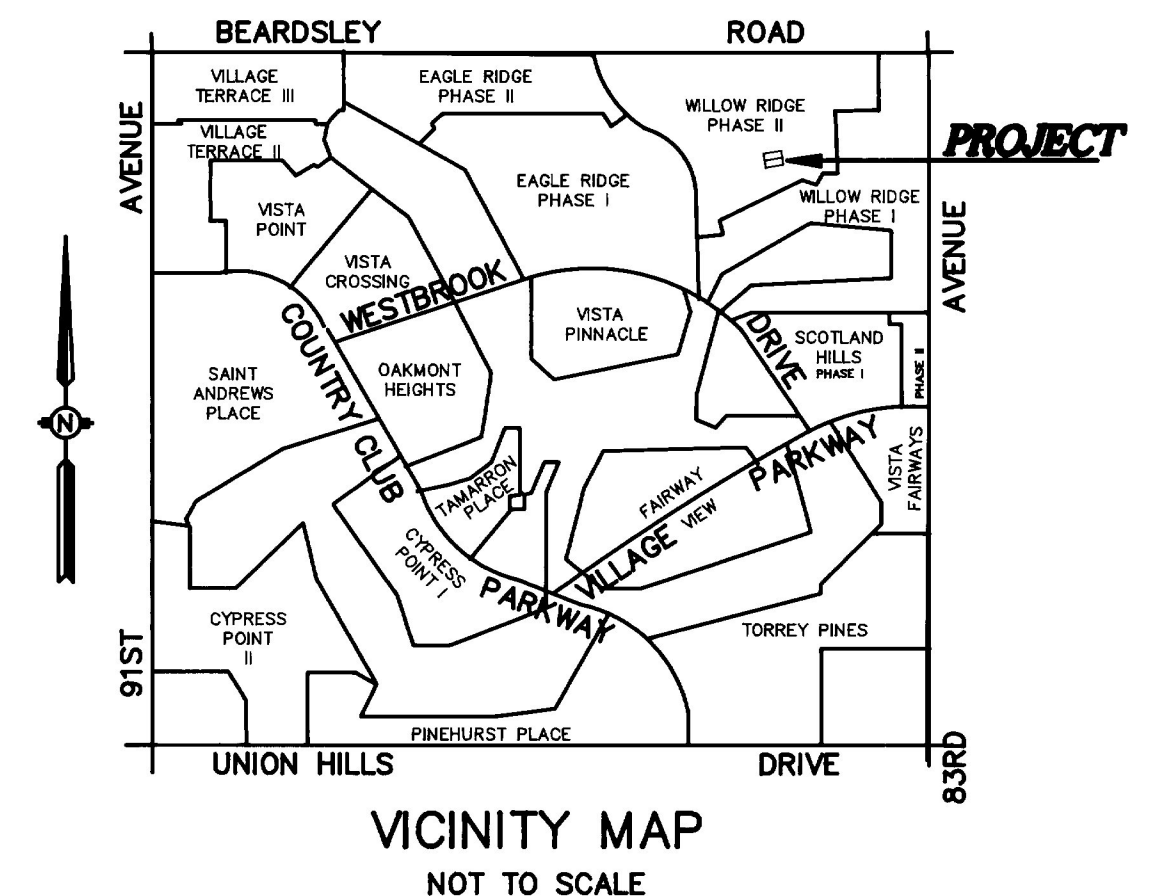 BEARDSLEY ROAD
VILLAGE
TERRACE III
EAGLE RIDGE
PHASE II
WILLOW RIDGE
PHASE II
PROJECT
VILLAGE
TERRACE II
AVENUE
EAGLE RIDGE
PHASE I
WILLOW RIDGE
PHASE I
VISTA
POINT
AVENUE
VISTA
CROSSING
WESTBROOK
DRIVE
COUNTRY CLUB
PARKWAY
VISTA
PINNACLE
SCOTLAND
HILLS
PHASE I
PHASE II
SAINT
ANDREWS
PLACE
OAKMONT
HEIGHTS
N
TAMARRON
PLACE
FAIRWAY
VIEW
VILLAGE PARKWAY
VISTA
FAIRWAYS
CYPRESS
POINT I
CYPRESS
POINT
II
TORREY PINES
91ST
PINEHURST PLACE
83RD
UNION HILLS DRIVE
VICINITY MAP
NOT TO SCALE